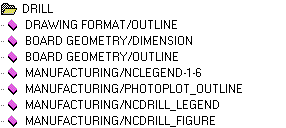 DRILL
DRAWING FORMAT/OUTLINE
BOARD GEOMETRY/DIMENSION
BOARD GEOMETRY/OUTLINE
MANUFACTURING/NCLEGEND-1-6
MANUFACTURING/PHOTOPLOT_OUTLINE
MANUFACTURING/NCDRILL_LEGEND
MANUFACTURING/NCDRILL_FIGURE